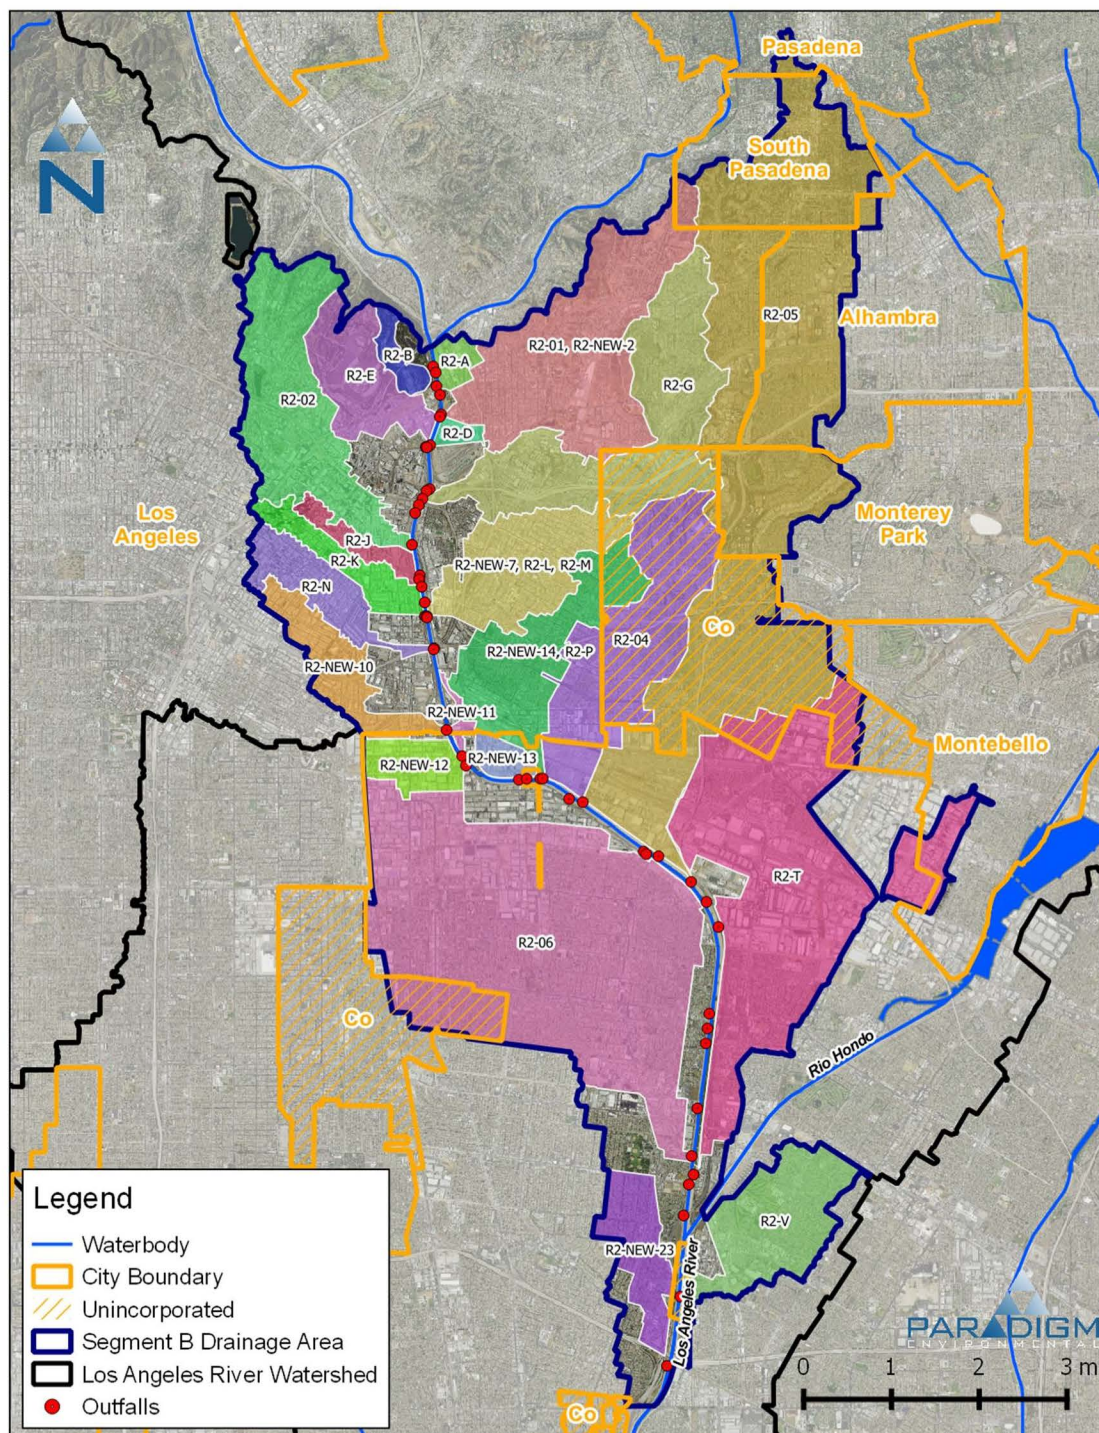 Pasadena
South
Pasadena
N
Alhambra
R2-05
R2-01, R2-NEW-2
R2-B
R2-A
R2-E
R2-G
R2-02
R2-D
Los
Angeles
Monterey
Park
R2-J
R2-K
R2-NEW-7, R2-L, R2-M
R2-N
Co
R2-04
R2-NEW-14, R2-P
R2-NEW-10
R2-NEW-11
Montebello
R2-NEW-12
R2-NEW-13
R2-T
R2-06
Co
Rio Hondo
R2-V
R2-NEW-23
Los Angeles River
Co
Legend
Waterbody
City Boundary
Unincorporated
Segment B Drainage Area
Los Angeles River Watershed
Outfalls
PARADIGM
ENVIRONMENTAL
0 1 2 3 m